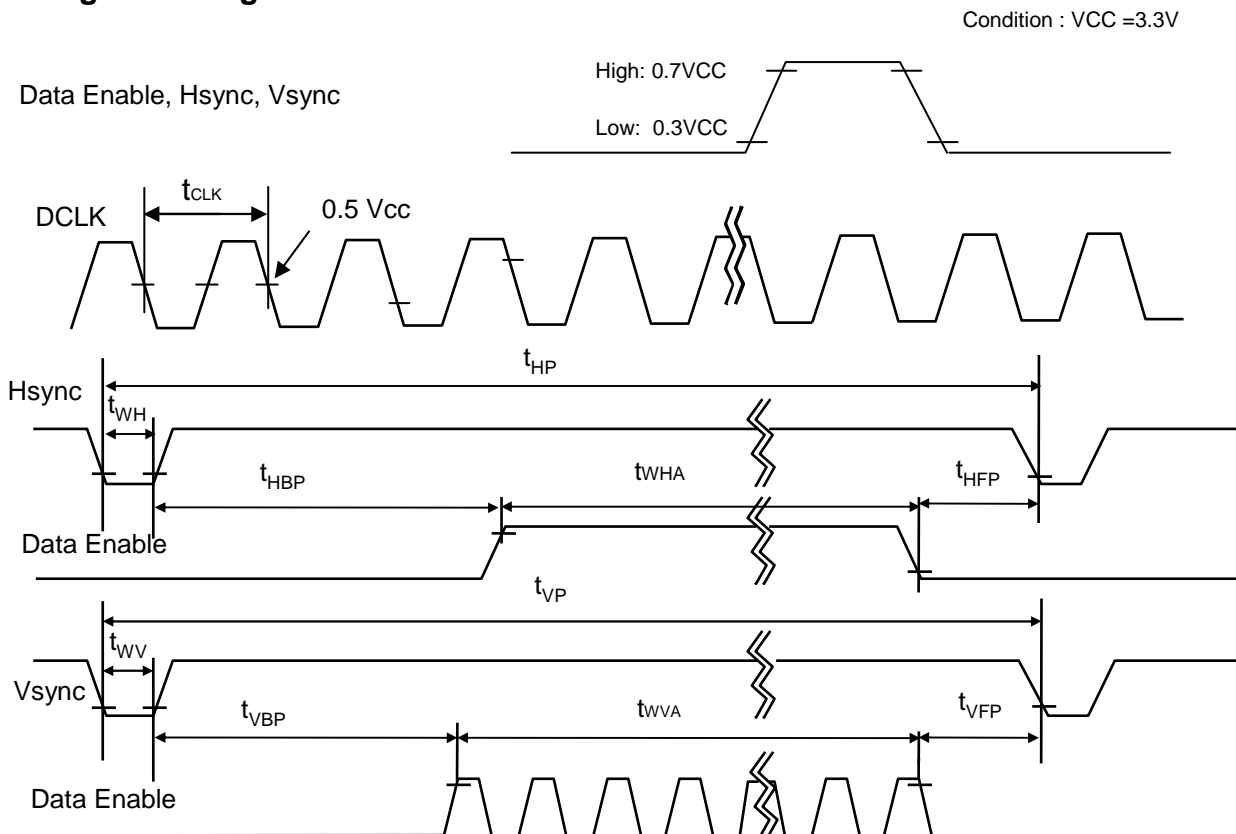 Condition : VCC =3.3V
High: 0.7VCC
Data Enable, Hsync, Vsync
Low: 0.3VCC
tCLK
DCLK
0.5 Vcc
tHP
Hsync
tWH
tHBP
tWHA
tHFP
Data Enable
tVP
tWV
Vsync
tVBP
tWVA
tVFP
Data Enable